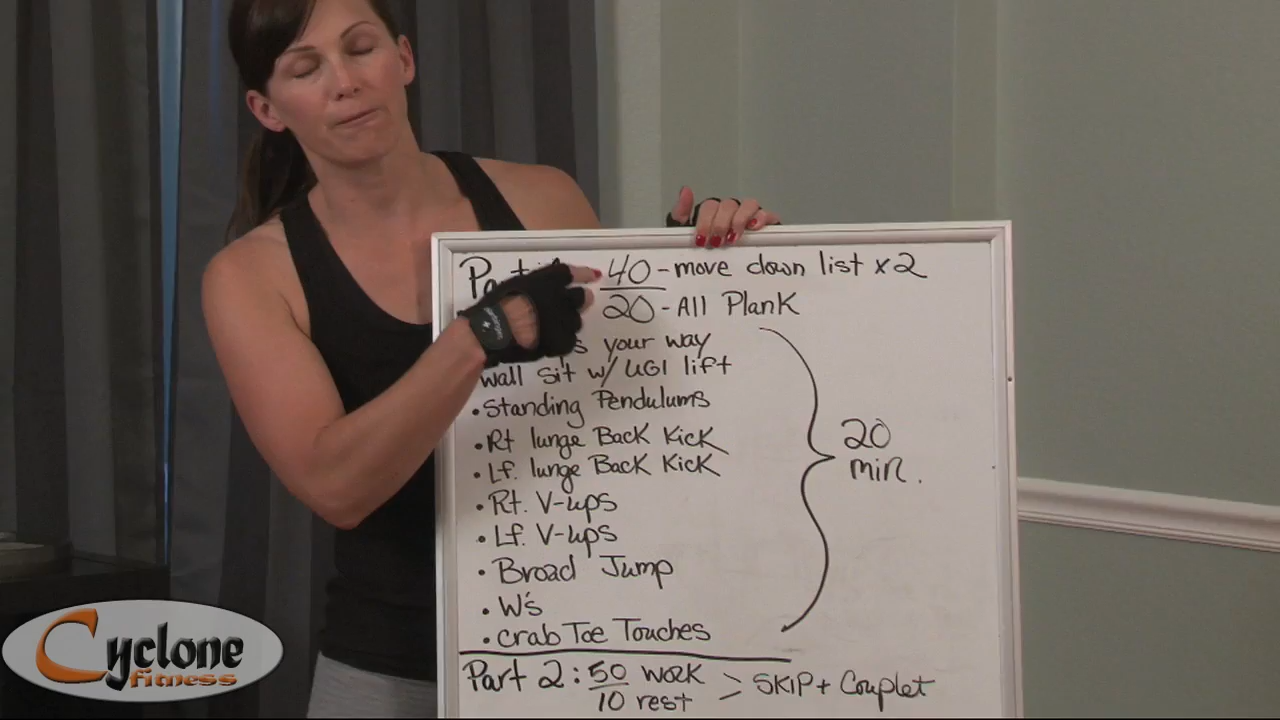 40 - move down list x2
20 - All Plank
your way
wall sit w/ UGI lift
• Standing Pendulums
• Rt lunge Back Kick
• Lf. lunge Back Kick
• Rt. V-ups
• Lf. V-ups
• Broad Jump
• W's
• Crab Toe Touches
20
min.
Part 2: 50 work
10 rest > SKIP + Couplet
Cyclone
fitness